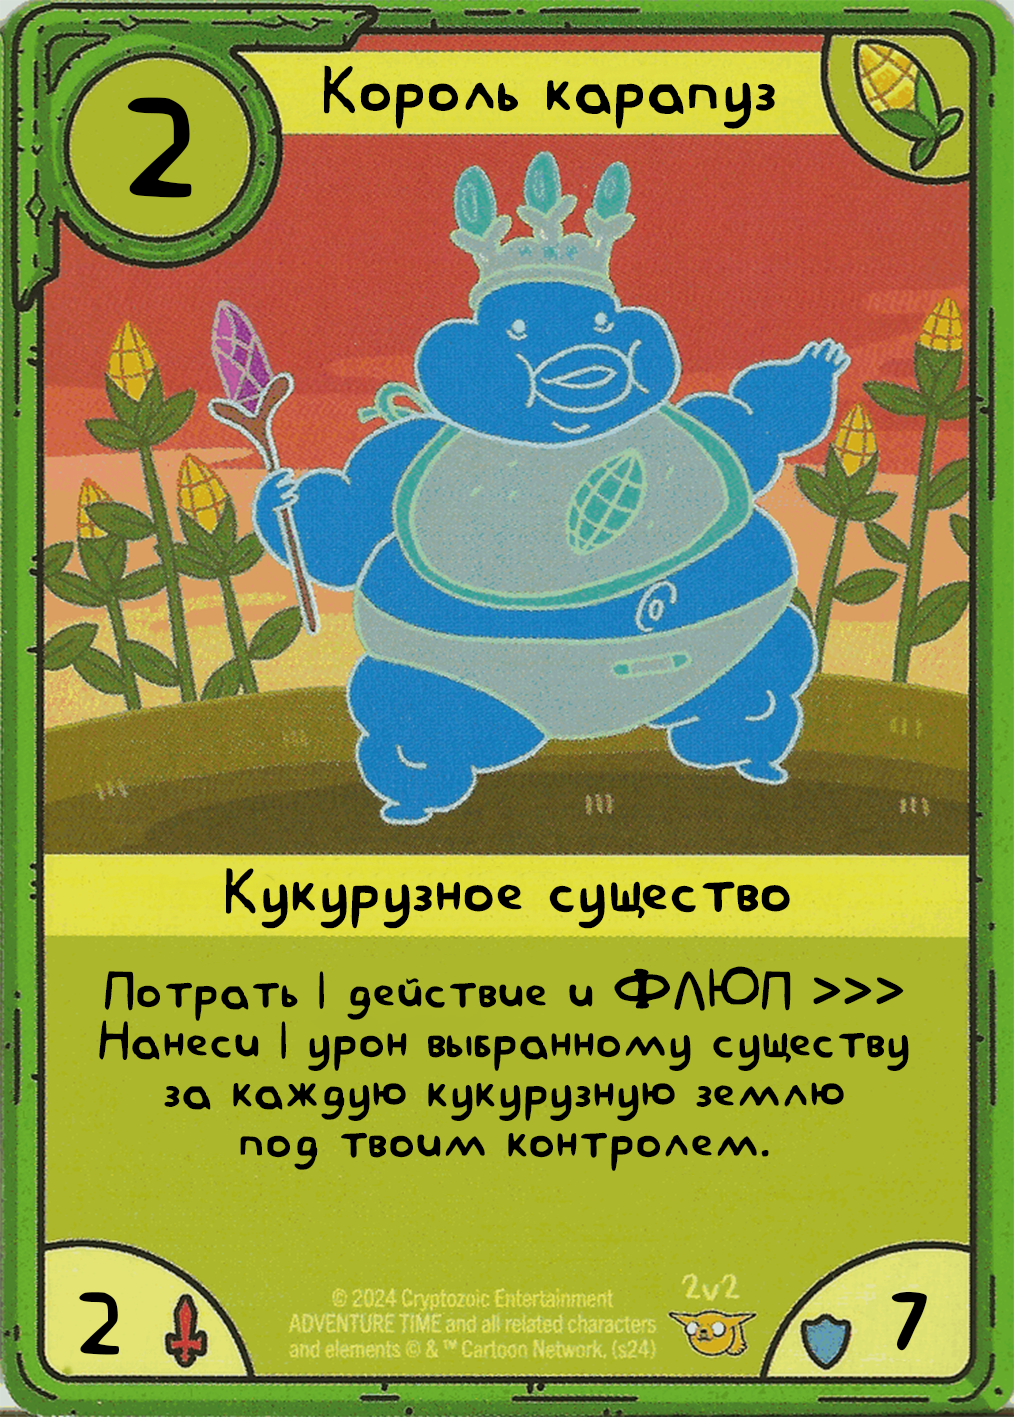 2
Король карапуз
Кукурузное существо
Потрать 1 действие и ФЛЮП >>>
Нанеси 1 урон выбранному существу
за каждую кукурузную землю
под твоим контролем.
2
© 2024 Cryptozoic Entertainment
ADVENTURE TIME and all related characters
and elements © & ™ Cartoon Network. (s24)
2v2
7